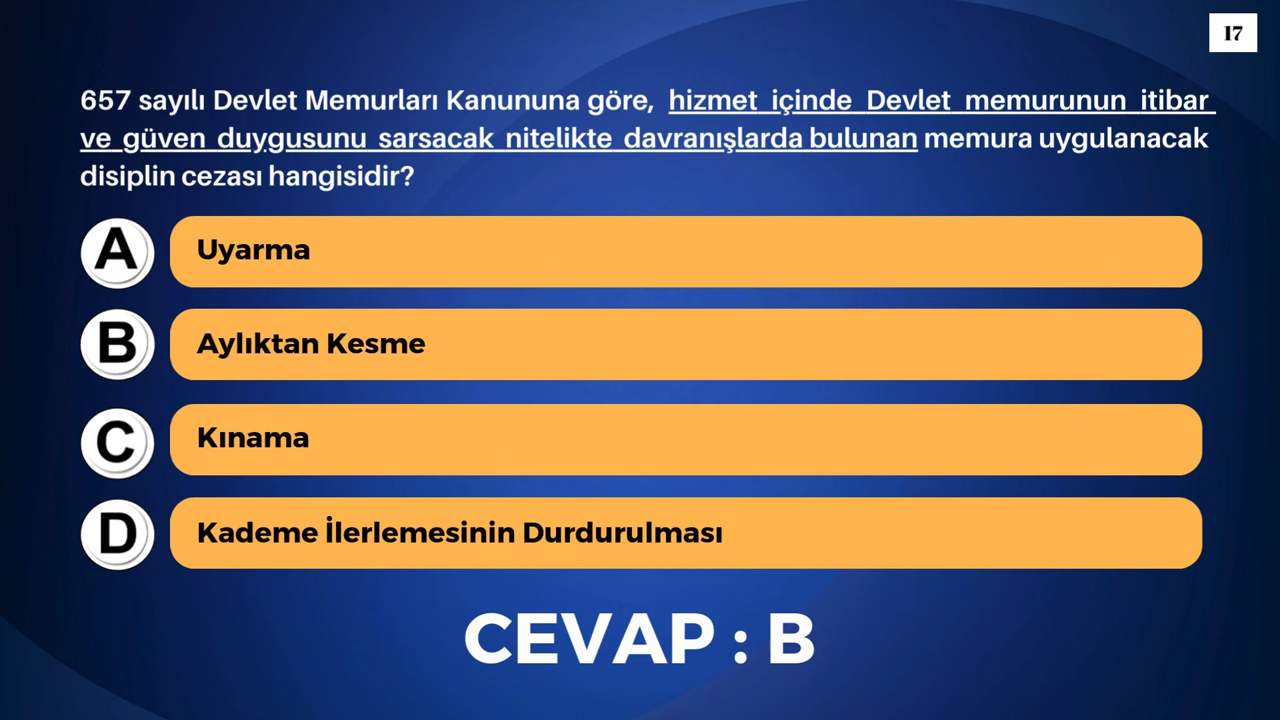 17
657 sayılı Devlet Memurları Kanununa göre, hizmet içinde Devlet memurunun itibar
ve güven duygusunu sarsacak nitelikte davranışlarda bulunan memura uygulanacak
disiplin cezası hangisidir?
A Uyarma
B Aylıktan Kesme
C Kınama
D Kademe İlerlemesinin Durdurulması
CEVAP : B